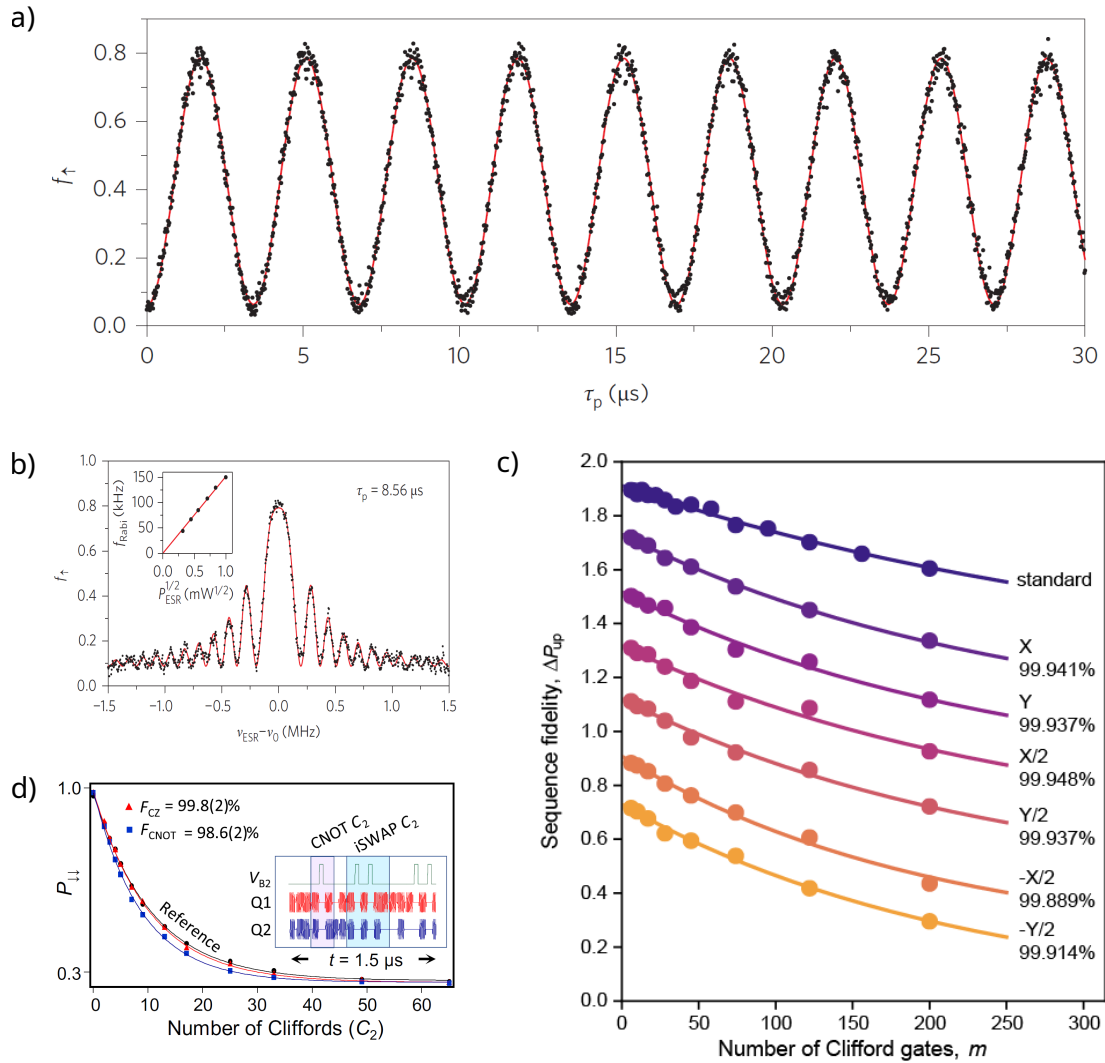 a)
0.8
0.6
0.4
0.2
0.0
f↑
0 5 10 15 20 25 30
τp (μs)
b)
1.0
0.8
0.6
0.4
0.2
0.0
f↑
150
100
50
0
fRabi (kHz)
0.0 0.5 1.0
P_ESR^1/2 (mW^1/2)
τp = 8.56 μs
−1.5 −1.0 −0.5 0.0 0.5 1.0 1.5
νESR−ν0 (MHz)
c)
2.0
1.8
1.6
1.4
1.2
1.0
0.8
0.6
0.4
0.2
0.0
Sequence fidelity, ΔPup
standard
X
99.941%
Y
99.937%
X/2
99.948%
Y/2
99.937%
-X/2
99.889%
-Y/2
99.914%
0 50 100 150 200 250 300
Number of Clifford gates, m
d)
1.0
0.3
P↓↓
FCZ = 99.8(2)%
FCNOT = 98.6(2)%
Reference
CNOT C2
iSWAP C2
VB2
Q1
Q2
t = 1.5 μs
0 10 20 30 40 50 60
Number of Cliffords (C2)